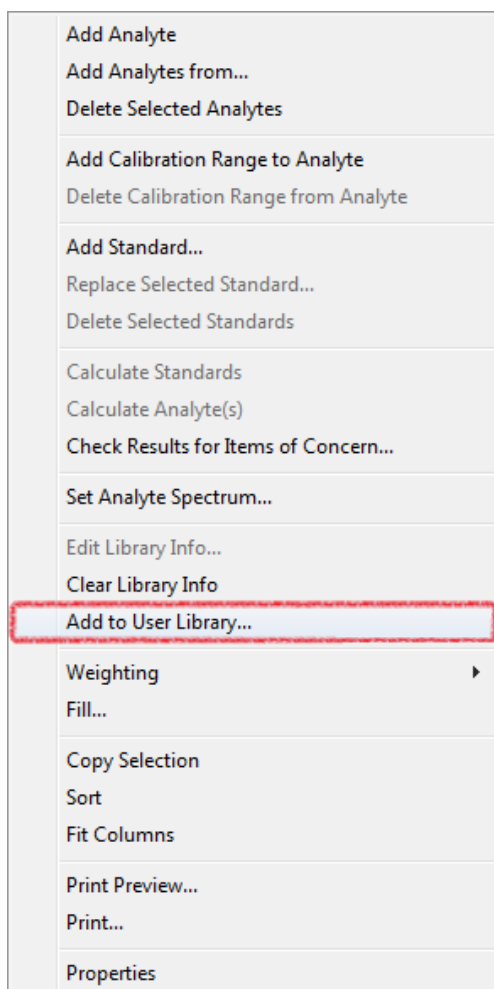 Add Analyte
Add Analytes from...
Delete Selected Analytes
Add Calibration Range to Analyte
Delete Calibration Range from Analyte
Add Standard...
Replace Selected Standard...
Delete Selected Standards
Calculate Standards
Calculate Analyte(s)
Check Results for Items of Concern...
Set Analyte Spectrum...
Edit Library Info...
Clear Library Info
Add to User Library...
Weighting
Fill...
Copy Selection
Sort
Fit Columns
Print Preview...
Print...
Properties